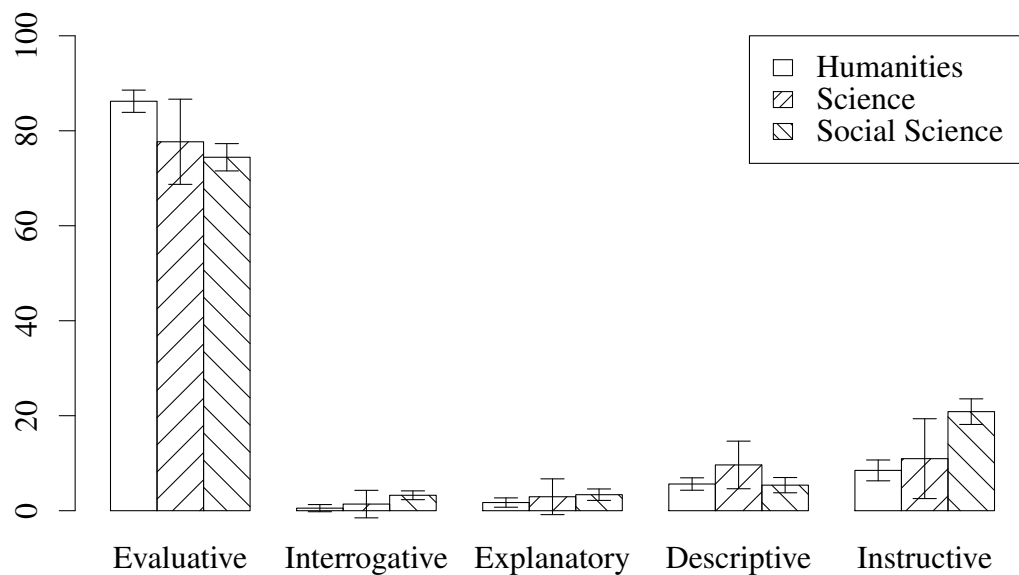 100
80
60
40
20
0
Humanities
Science
Social Science
Evaluative Interrogative Explanatory Descriptive Instructive